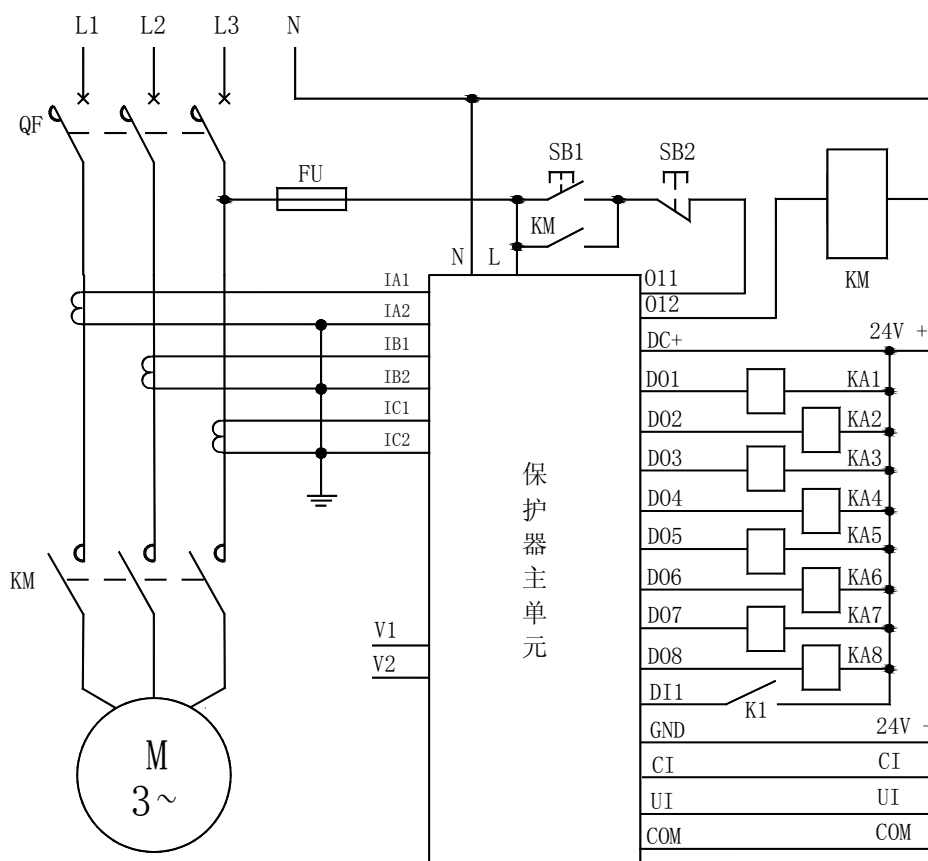 L1 L2 L3 N
QF
SB1 SB2
FU
KM
KM
N L
IA1
IA2
IB1
IB2
IC1
IC2
V1
V2
保护器主单元
O11
O12
DC+ 24V +
DO1 KA1
DO2 KA2
DO3 KA3
DO4 KA4
DO5 KA5
DO6 KA6
DO7 KA7
DO8 KA8
DI1 K1
GND 24V -
CI CI
UI UI
COM COM
KM
M
3~